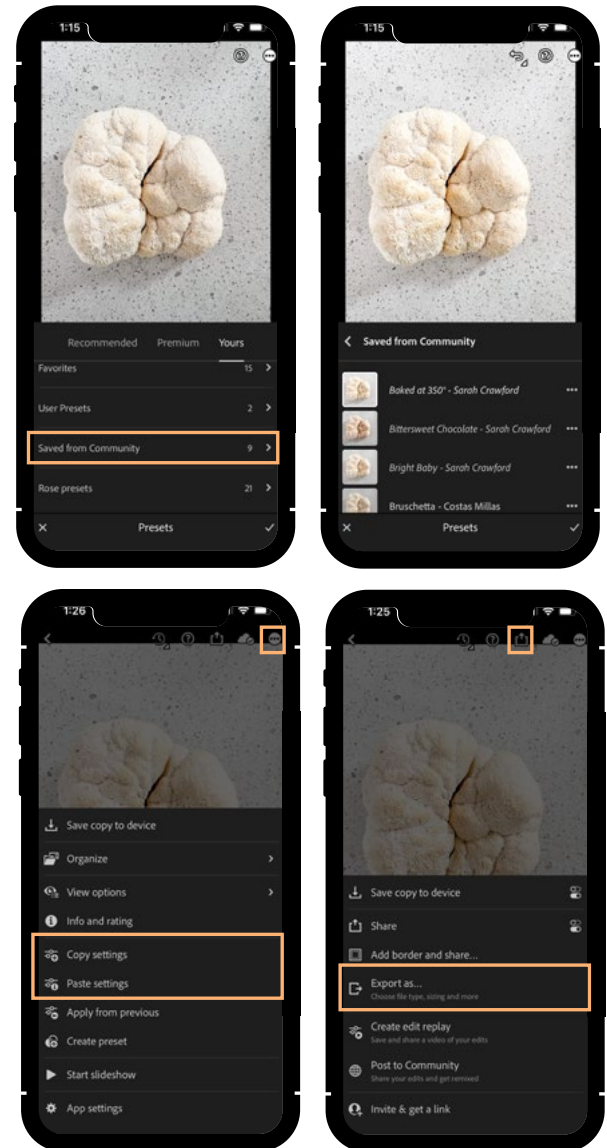 1:15
Recommended Premium Yours
Favorites 15
User Presets 2
Saved from Community 9
Rose presets 21
Presets
1:15
Saved from Community
Baked at 350° - Sarah Crawford
Bittersweet Chocolate - Sarah Crawford
Bright Baby - Sarah Crawford
Bruschetta - Costas Millas
Presets
1:26
Save copy to device
Organize
View options
Info and rating
Copy settings
Paste settings
Apply from previous
Create preset
Start slideshow
App settings
1:25
Save copy to device
Share
Add border and share...
Export as...
Choose file type, sizing and more
Create edit replay
Save and share a video of your edits
Post to Community
Share your edits and get remixed
Invite & get a link